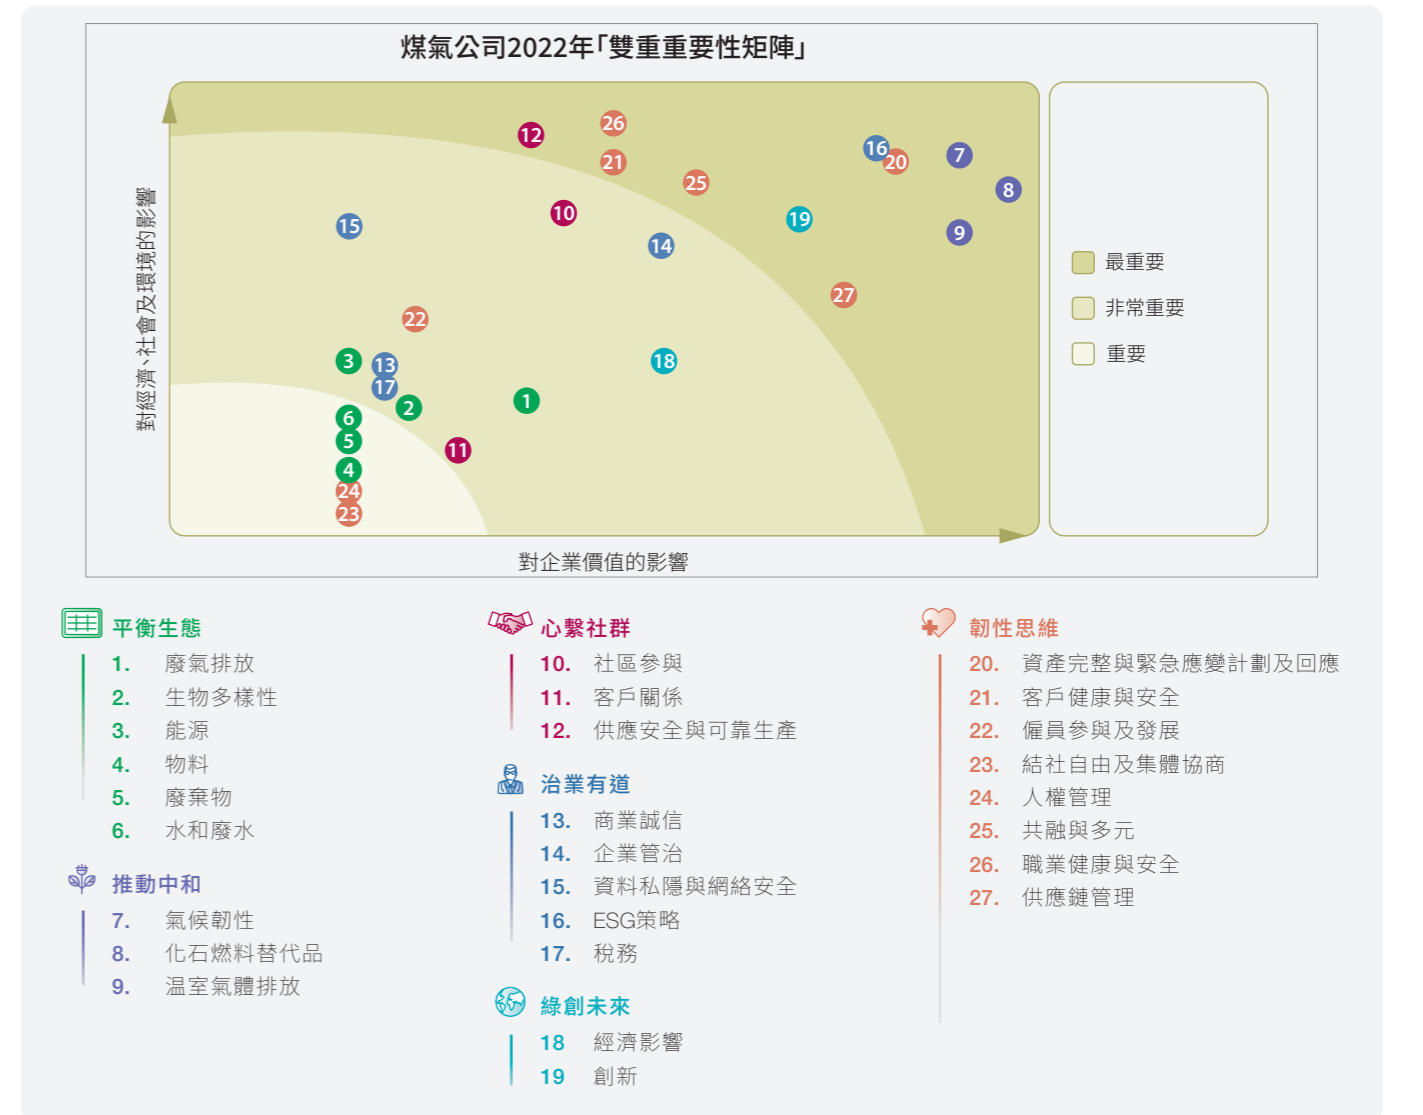 煤氣公司2022年「雙重重要性矩陣」
對經濟、社會及環境的影響
12
26
21
25
16
20
7
8
10
15
14
19
9
27
22
3
13
18
17
2
1
6
5
11
4
24
23
對企業價值的影響
最重要
非常重要
重要
平衡生態
1. 廢氣排放
2. 生物多樣性
3. 能源
4. 物料
5. 廢棄物
6. 水和廢水
推動中和
7. 氣候韌性
8. 化石燃料替代品
9. 温室氣體排放
心繫社群
10. 社區參與
11. 客戶關係
12. 供應安全與可靠生產
治業有道
13. 商業誠信
14. 企業管治
15. 資料私隱與網絡安全
16. ESG策略
17. 稅務
綠創未來
18 經濟影響
19 創新
韌性思維
20. 資產完整與緊急應變計劃及回應
21. 客戶健康與安全
22. 僱員參與及發展
23. 結社自由及集體協商
24. 人權管理
25. 共融與多元
26. 職業健康與安全
27. 供應鏈管理